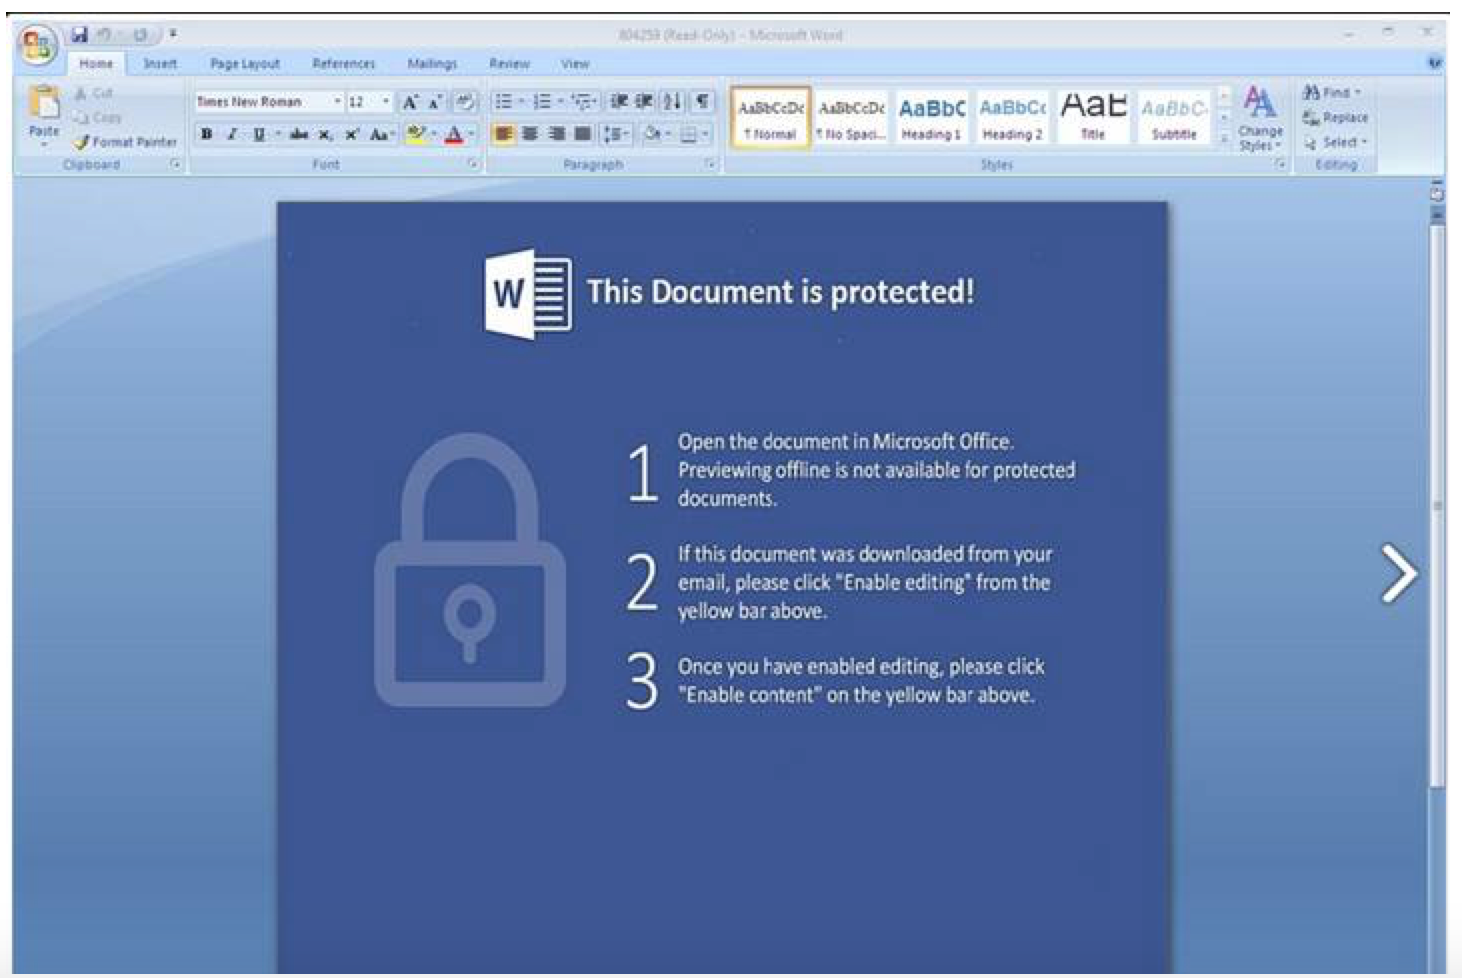 804259 (Read-Only) - Microsoft Word
Home Insert Page Layout References Mailings Review View
Paste
Cut
Copy
Format Painter
Clipboard
Times New Roman 12
B I U abe x, x' Aa
Font
Paragraph
AaBbCcDc AaBbCcDc AaBbC AaBbCc AaB AaBbC
¶ Normal ¶ No Spaci... Heading 1 Heading 2 Title Subtitle
Change
Styles
Styles
Find
Replace
Select
Editing
W
This Document is protected!
1
Open the document in Microsoft Office.
Previewing offline is not available for protected
documents.
2
If this document was downloaded from your
email, please click "Enable editing" from the
yellow bar above.
3
Once you have enabled editing, please click
"Enable content" on the yellow bar above.